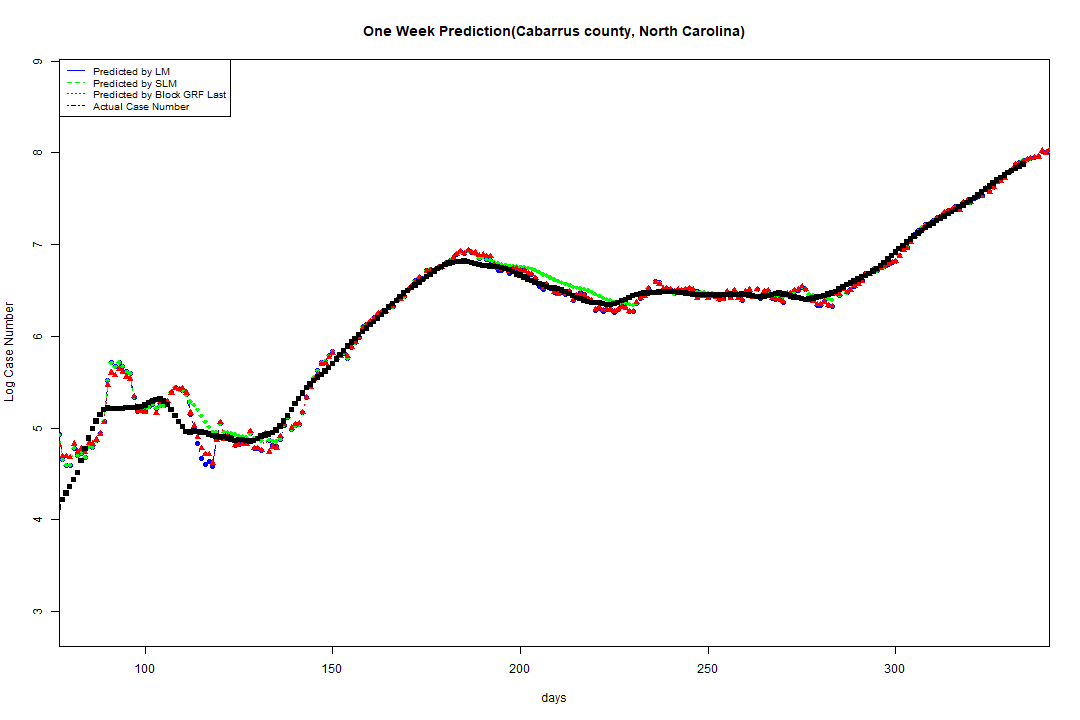 One Week Prediction(Cabarrus county, North Carolina)
Predicted by LM
Predicted by SLM
Predicted by Block GRF Last
Actual Case Number
9
8
7
6
5
4
3
Log Case Number
100 150 200 250 300
days